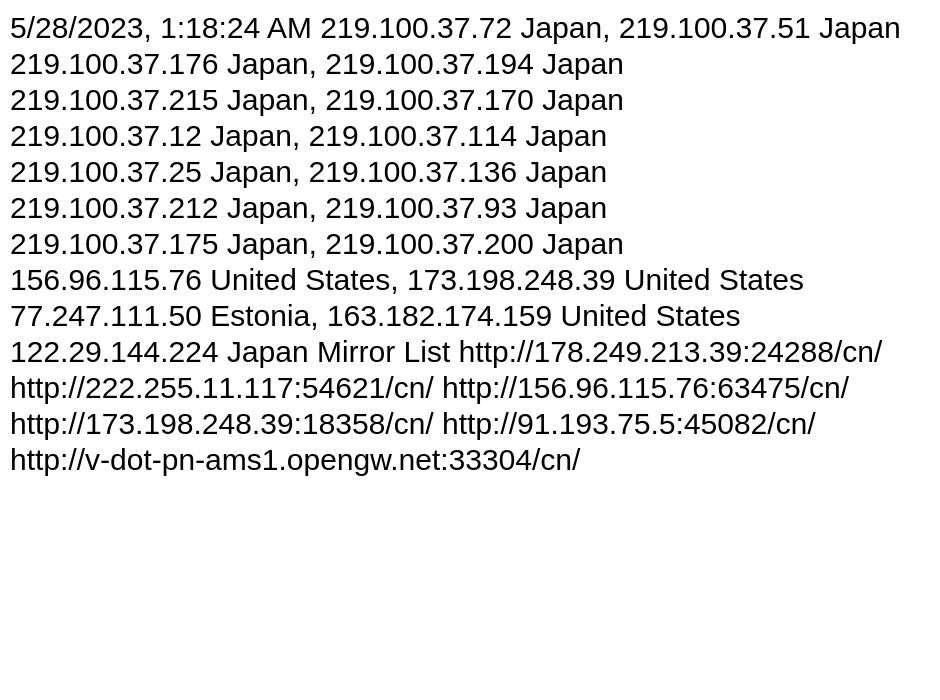 5/28/2023, 1:18:24 AM 219.100.37.72 Japan, 219.100.37.51 Japan
219.100.37.176 Japan, 219.100.37.194 Japan
219.100.37.215 Japan, 219.100.37.170 Japan
219.100.37.12 Japan, 219.100.37.114 Japan
219.100.37.25 Japan, 219.100.37.136 Japan
219.100.37.212 Japan, 219.100.37.93 Japan
219.100.37.175 Japan, 219.100.37.200 Japan
156.96.115.76 United States, 173.198.248.39 United States
77.247.111.50 Estonia, 163.182.174.159 United States
122.29.144.224 Japan Mirror List http://178.249.213.39:24288/cn/
http://222.255.11.117:54621/cn/ http://156.96.115.76:63475/cn/
http://173.198.248.39:18358/cn/ http://91.193.75.5:45082/cn/
http://v-dot-pn-ams1.opengw.net:33304/cn/